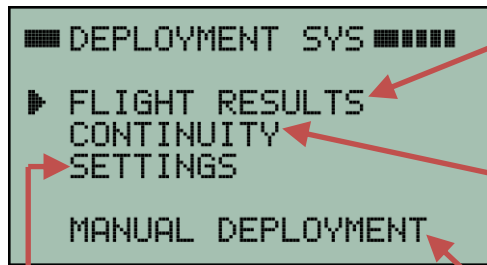 DEPLOYMENT SYS
FLIGHT RESULTS
CONTINUITY
SETTINGS
MANUAL DEPLOYMENT